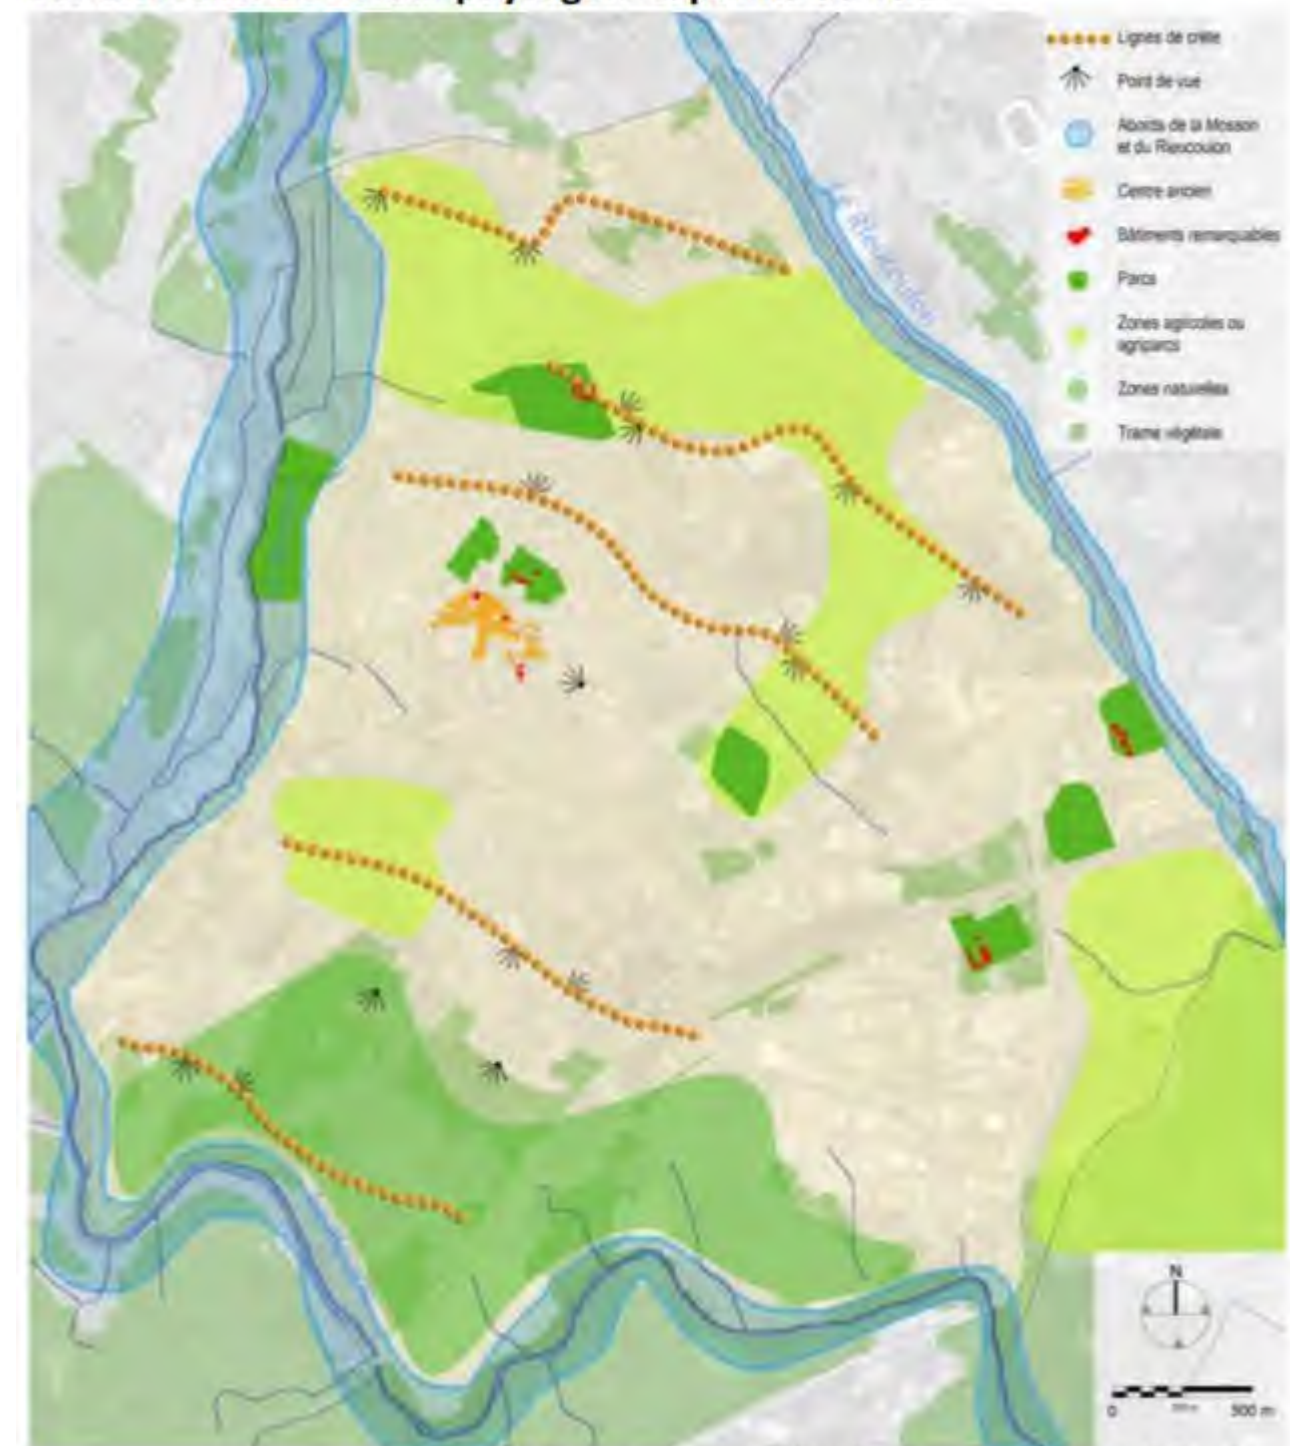 Lignes de crête
Point de vue
Abords de la Mosson
et du Rieucoulon
Centre ancien
Bâtiments remarquables
Parcs
Zones agricoles ou
agriparcs
Zones naturelles
Trame végétale
Le Rieucoulon
N
0
500 m